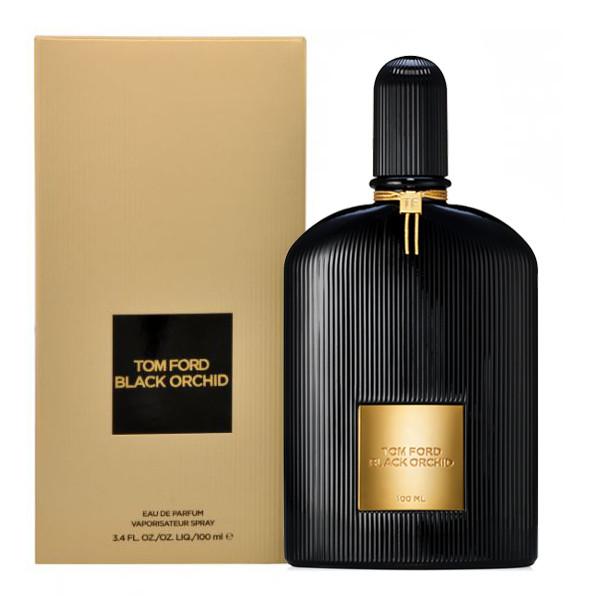 TOM FORD
BLACK ORCHID
EAU DE PARFUM
VAPORISATEUR SPRAY
3.4 FL. OZ./OZ. LIQ./100 ml ℮
TF
TOM FORD
BLACK ORCHID
100 ML